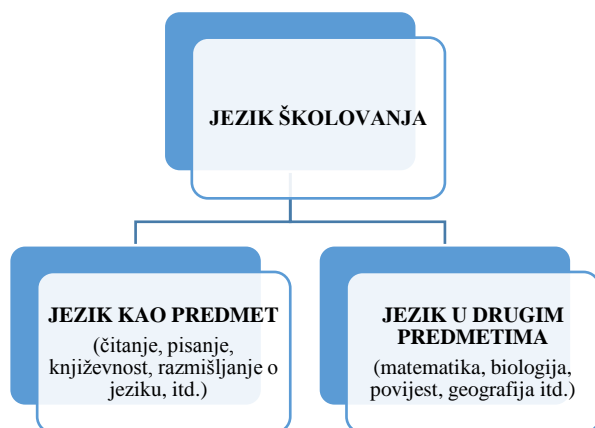 JEZIK ŠKOLOVANJA
JEZIK KAO PREDMET
(čitanje, pisanje,
književnost, razmišljanje o
jeziku, itd.)
JEZIK U DRUGIM
PREDMETIMA
(matematika, biologija,
povijest, geografija itd.)